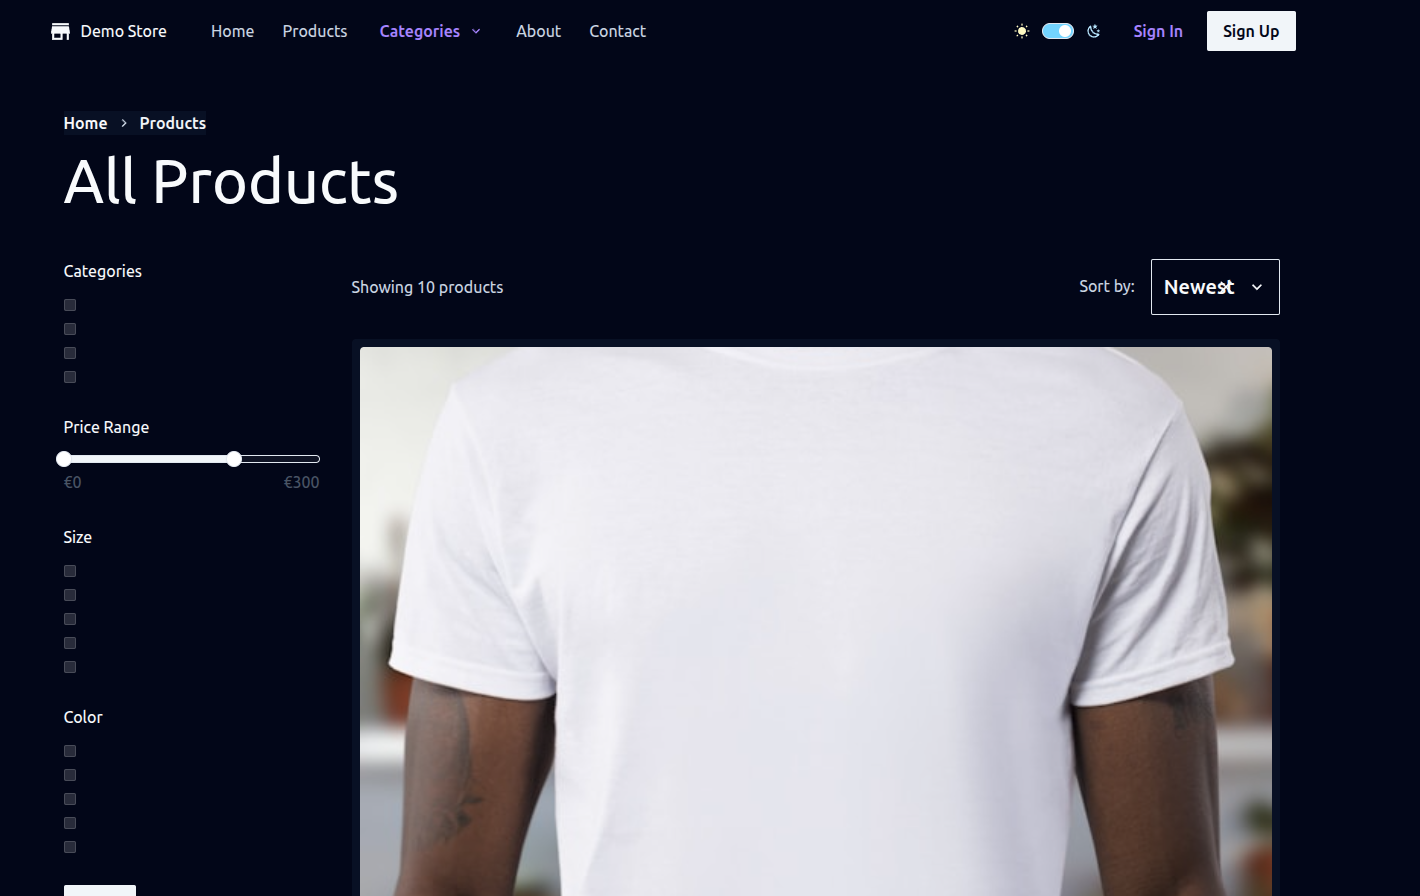 Demo Store Home Products Categories About Contact Sign In Sign Up
Home Products
All Products
Categories
Showing 10 products
Sort by: Newest
Price Range
€0 €300
Size
Color